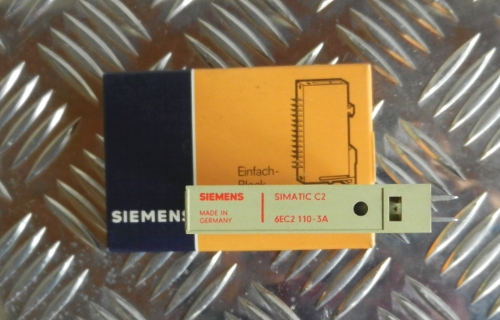 Einfach-
Block
SIEMENS
SIEMENS
MADE IN
GERMANY
SIMATIC C2
6EC2 110-3A